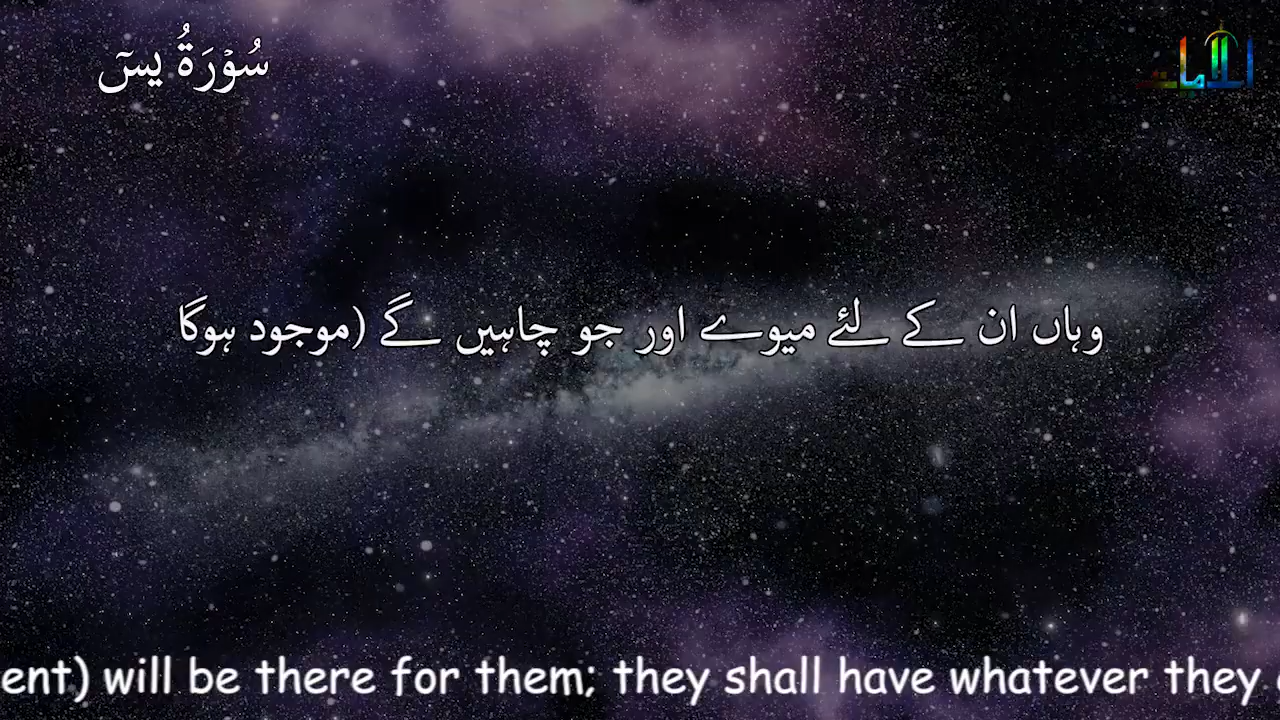 سُوۡرَةُ يسٓ
وہاں ان کے لئے میوے اور جو چاہیں گے (موجود ہوگا
ent) will be there for them; they shall have whatever they